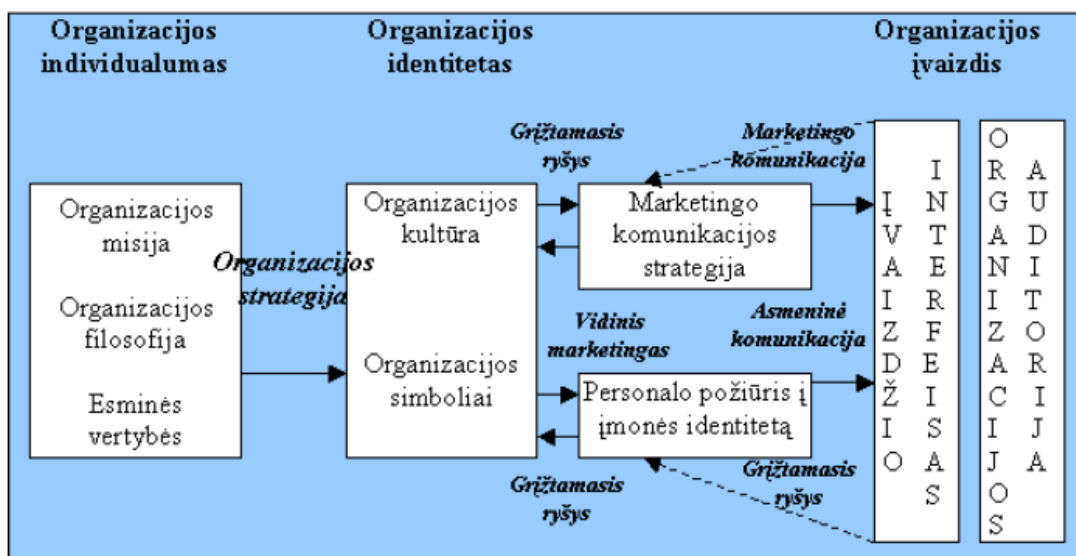 Organizacijos
individualumas
Organizacijos
identitetas
Organizacijos
įvaizdis
Grįžtamasis
ryšys
Marketingo
komunikacija
Organizacijos
misija
Organizacijos
filosofija
Esminės
vertybės
Organizacijos
strategija
Organizacijos
kultūra
Organizacijos
simboliai
Marketingo
komunikacijos
strategija
Vidinis
marketingas
Asmeninė
komunikacija
Personalo požiūris į
įmonės identitetą
Grįžtamasis
ryšys
Grįžtamasis
ryšys
ĮVAIZDŽIO
INTERFEISAS
ORGANIZACIJOS
AUDITORIJA